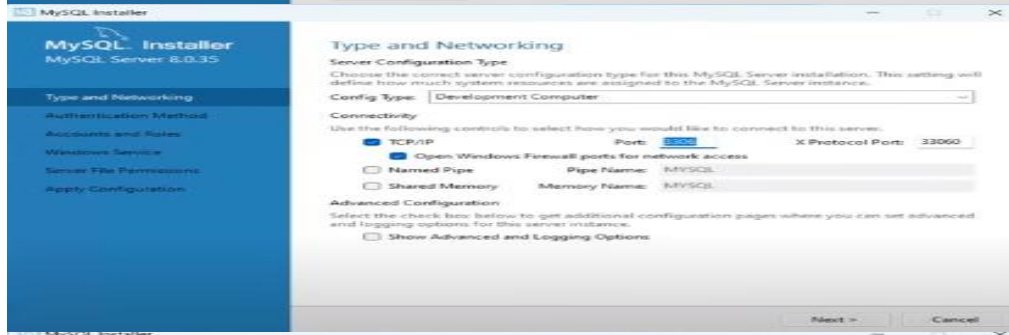 MySQL Installer
MySQL. Installer
MySQL Server 8.0.35
Type and Networking
Authentication Method
Accounts and Roles
Windows Service
Server File Permissions
Apply Configuration
Type and Networking
Server Configuration Type
Choose the correct server configuration type for this MySQL Server installation. This setting will
define how much system resources are assigned to the MySQL Server instance.
Config Type: Development Computer
Connectivity
Use the following controls to select how you would like to connect to this server.
TCP/IP Port: 3306 X Protocol Port: 33060
Open Windows Firewall ports for network access
Named Pipe Pipe Name: MYSQL
Shared Memory Memory Name: MYSQL
Advanced Configuration
Select the check box below to get additional configuration pages where you can set advanced
and logging options for this server instance.
Show Advanced and Logging Options
Next > Cancel
MySQL Installer